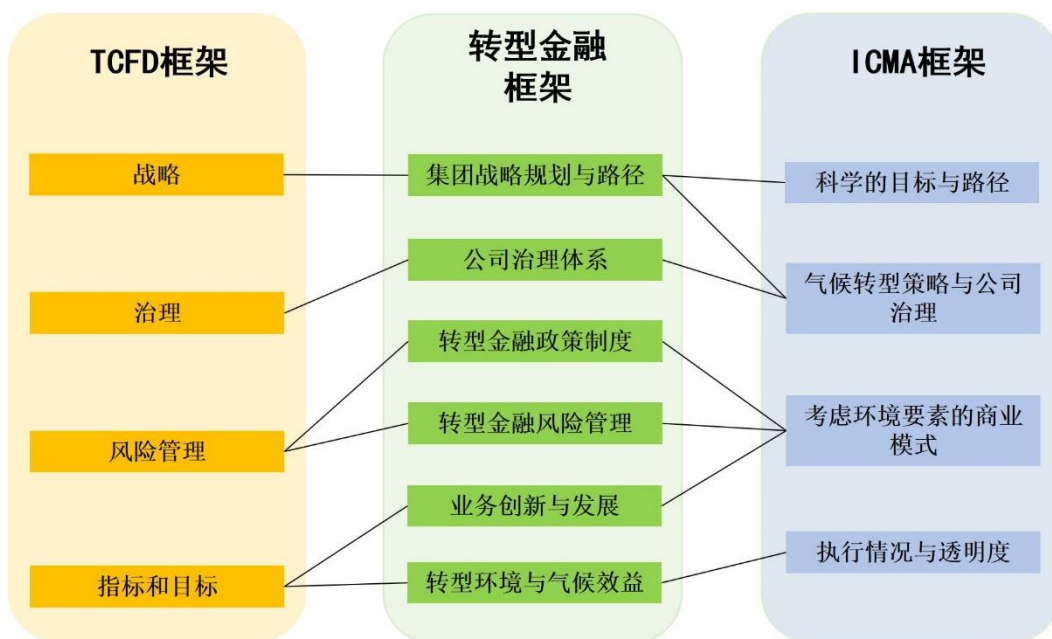 TCFD框架
战略
治理
风险管理
指标和目标
转型金融
框架
集团战略规划与路径
公司治理体系
转型金融政策制度
转型金融风险管理
业务创新与发展
转型环境与气候效益
ICMA框架
科学的目标与路径
气候转型策略与公司
治理
考虑环境要素的商业
模式
执行情况与透明度